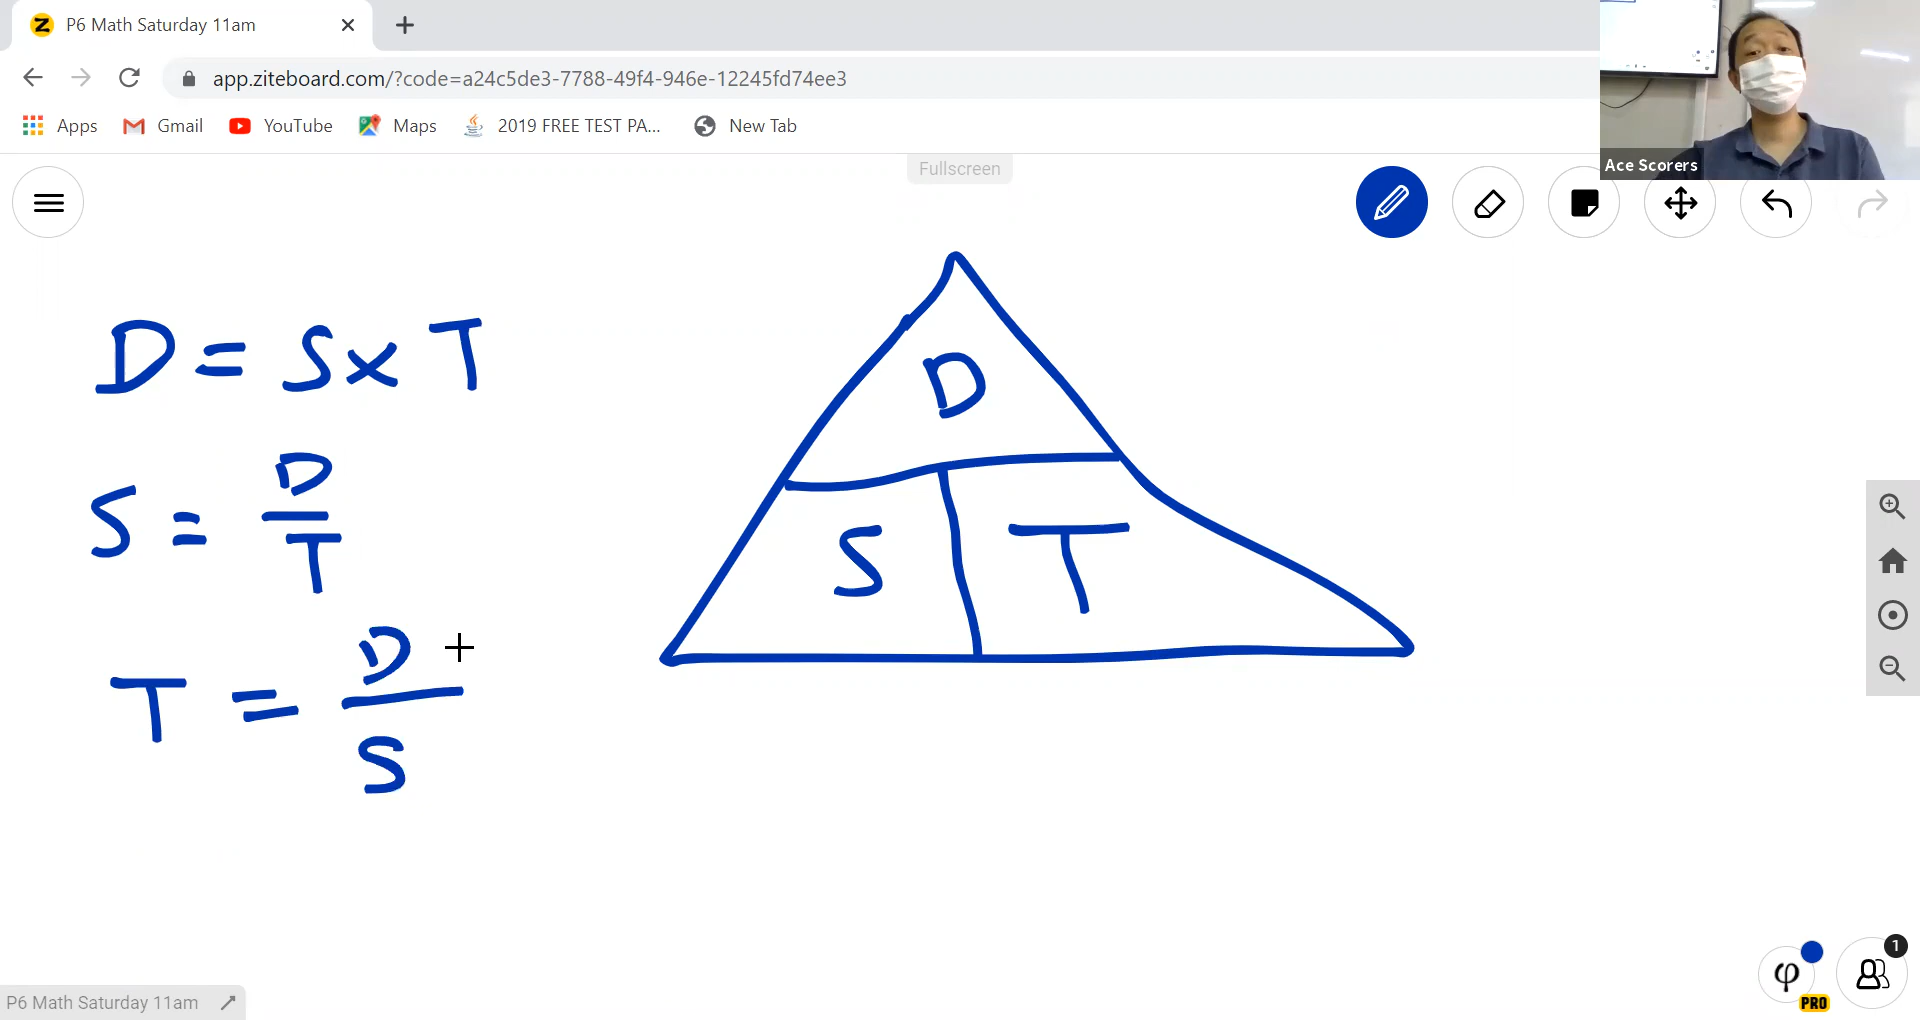 P6 Math Saturday 11am
app.ziteboard.com/?code=a24c5de3-7788-49f4-946e-12245fd74ee3
Apps Gmail YouTube Maps 2019 FREE TEST PA... New Tab
Ace Scorers
Fullscreen
D = S x T
S = D/T
T = D/S
D
S T
1
φ
PRO
P6 Math Saturday 11am